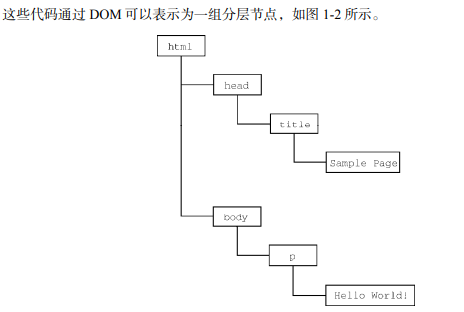 这些代码通过 DOM 可以表示为一组分层节点，如图 1-2 所示。
html
head
title
Sample Page
body
p
Hello World!